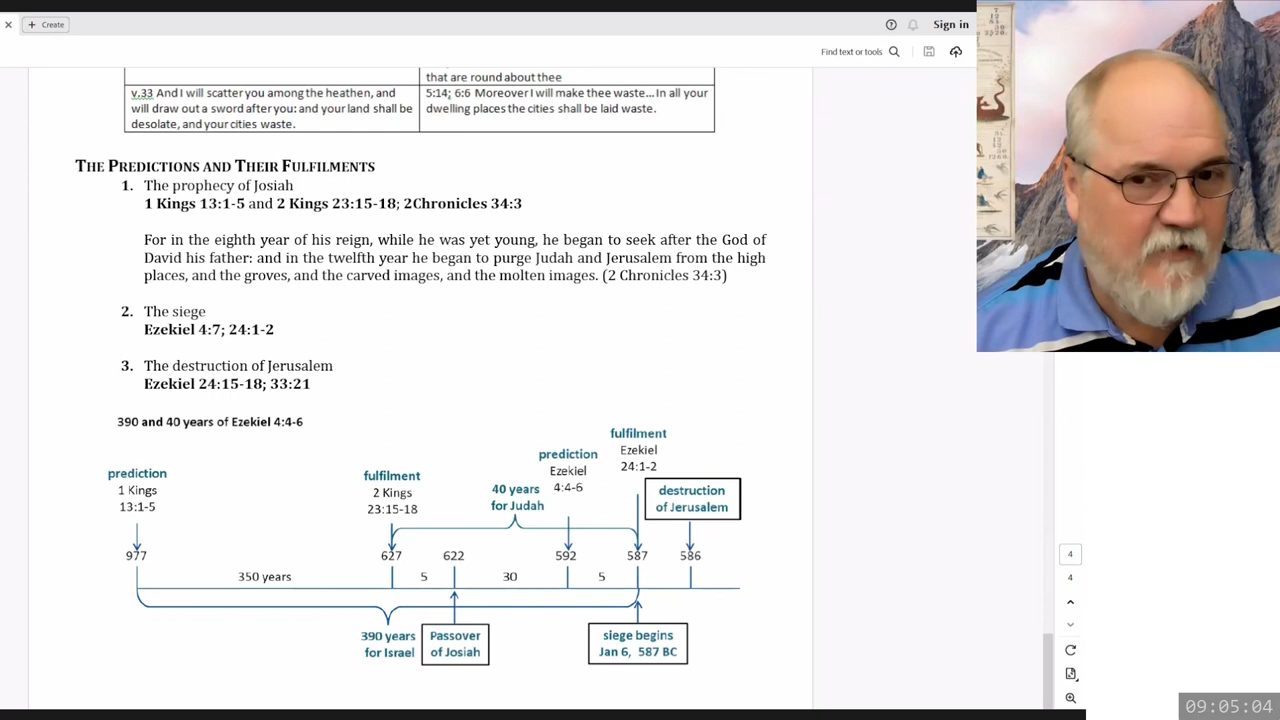 Create
Sign in
Find text or tools
that are round about thee
v.33 And I will scatter you among the heathen, and
will draw out a sword after you: and your land shall be
desolate, and your cities waste.
5:14; 6:6 Moreover I will make thee waste... In all your
dwelling places the cities shall be laid waste.
THE PREDICTIONS AND THEIR FULFILMENTS
1. The prophecy of Josiah
1 Kings 13:1-5 and 2 Kings 23:15-18; 2Chronicles 34:3
For in the eighth year of his reign, while he was yet young, he began to seek after the God of
David his father: and in the twelfth year he began to purge Judah and Jerusalem from the high
places, and the groves, and the carved images, and the molten images. (2 Chronicles 34:3)
2. The siege
Ezekiel 4:7; 24:1-2
3. The destruction of Jerusalem
Ezekiel 24:15-18; 33:21
390 and 40 years of Ezekiel 4:4-6
prediction
1 Kings
13:1-5
fulfilment
2 Kings
23:15-18
40 years
for Judah
prediction
Ezekiel
4:4-6
fulfilment
Ezekiel
24:1-2
destruction
of Jerusalem
977
627
622
592
587
586
350 years
5
30
5
390 years
for Israel
Passover
of Josiah
siege begins
Jan 6, 587 BC
4
4
09:05:04